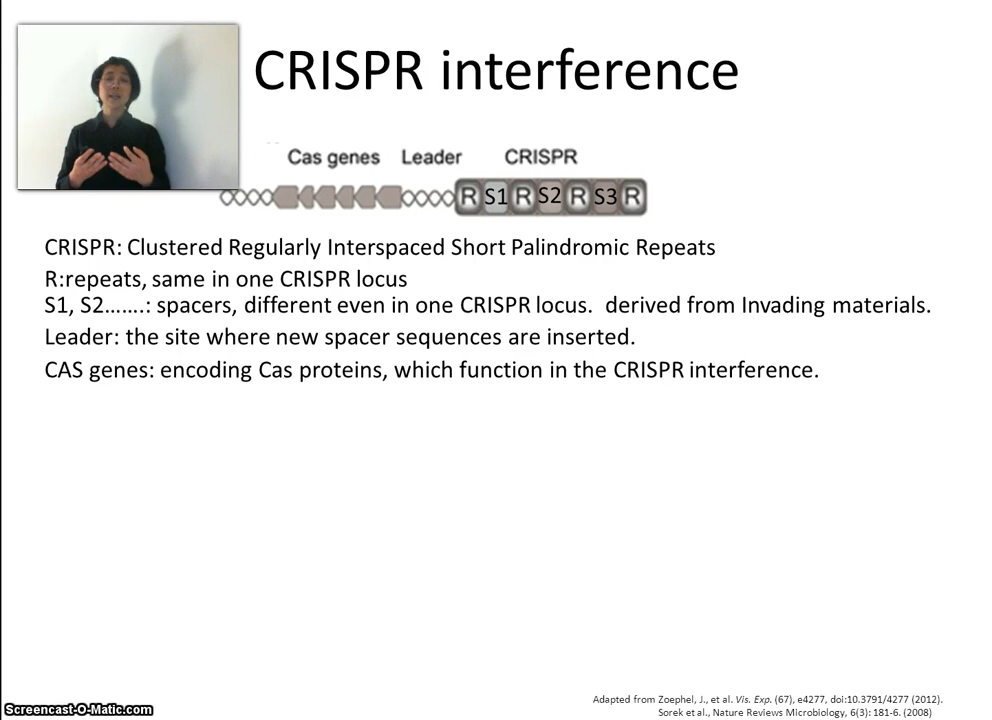 CRISPR interference
Cas genes Leader CRISPR
R S1 R S2 R S3 R
CRISPR: Clustered Regularly Interspaced Short Palindromic Repeats
R:repeats, same in one CRISPR locus
S1, S2.......: spacers, different even in one CRISPR locus.  derived from Invading materials.
Leader: the site where new spacer sequences are inserted.
CAS genes: encoding Cas proteins, which function in the CRISPR interference.
Adapted from Zoephel, J., et al. Vis. Exp. (67), e4277, doi:10.3791/4277 (2012).
Sorek et al., Nature Reviews Microbiology, 6(3): 181-6. (2008)
Screencast-O-Matic.com